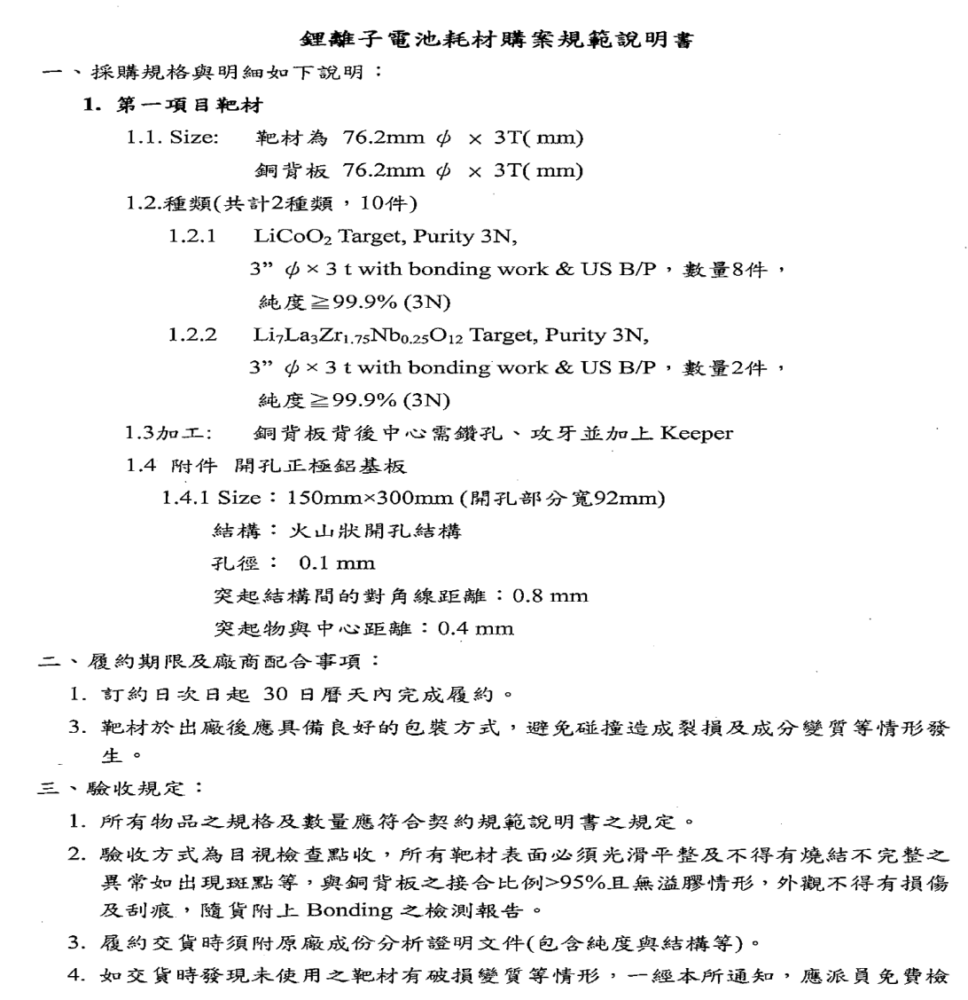 鋰離子電池耗材購案規範說明書
一、採購規格與明細如下說明：
1. 第一項目靶材
1.1. Size: 靶材為 76.2mm ϕ × 3T( mm)
銅背板 76.2mm ϕ × 3T( mm)
1.2.種類(共計2種類，10件)
1.2.1 LiCoO₂ Target, Purity 3N,
3” ϕ × 3 t with bonding work & US B/P，數量8件，
純度≧99.9% (3N)
1.2.2 Li₇La₃Zr₁.₇₅Nb₀.₂₅O₁₂ Target, Purity 3N,
3” ϕ × 3 t with bonding work & US B/P，數量2件，
純度≧99.9% (3N)
1.3加工: 銅背板背後中心需鑽孔、攻牙並加上 Keeper
1.4 附件 開孔正極鋁基板
1.4.1 Size：150mm×300mm (開孔部分寬92mm)
結構：火山狀開孔結構
孔徑： 0.1 mm
突起結構間的對角線距離：0.8 mm
突起物與中心距離：0.4 mm
二、履約期限及廠商配合事項：
1. 訂約日次日起 30 日曆天內完成履約。
3. 靶材於出廠後應具備良好的包裝方式，避免碰撞造成裂損及成分變質等情形發
生。
三、驗收規定：
1. 所有物品之規格及數量應符合契約規範說明書之規定。
2. 驗收方式為目視檢查點收，所有靶材表面必須光滑平整及不得有燒結不完整之
異常如出現斑點等，與銅背板之接合比例>95%且無溢膠情形，外觀不得有損傷
及刮痕，隨貨附上 Bonding 之檢測報告。
3. 履約交貨時須附原廠成份分析證明文件(包含純度與結構等)。
4. 如交貨時發現未使用之靶材有破損變質等情形，一經本所通知，應派員免費檢